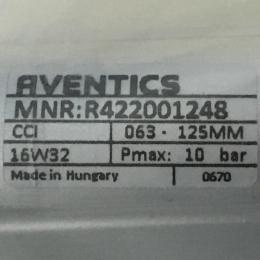 AVENTICS
MNR:R422001248
CCI 063 · 125MM
16W32 Pmax: 10 bar
Made in Hungary 0670